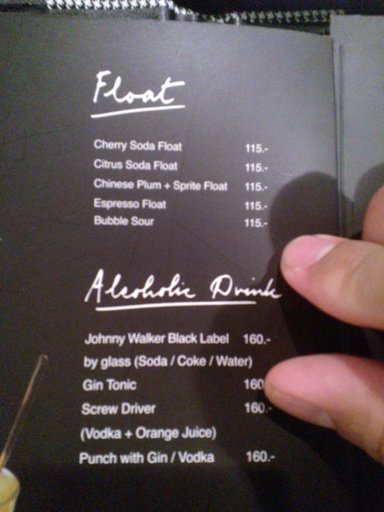 Float
Cherry Soda Float 115.-
Citrus Soda Float 115.-
Chinese Plum + Sprite Float 115.-
Espresso Float 115.-
Bubble Sour 115.-
Alcoholic Drink
Johnny Walker Black Label 160.-
by glass (Soda / Coke / Water)
Gin Tonic 160
Screw Driver 160.-
(Vodka + Orange Juice)
Punch with Gin / Vodka 160.-